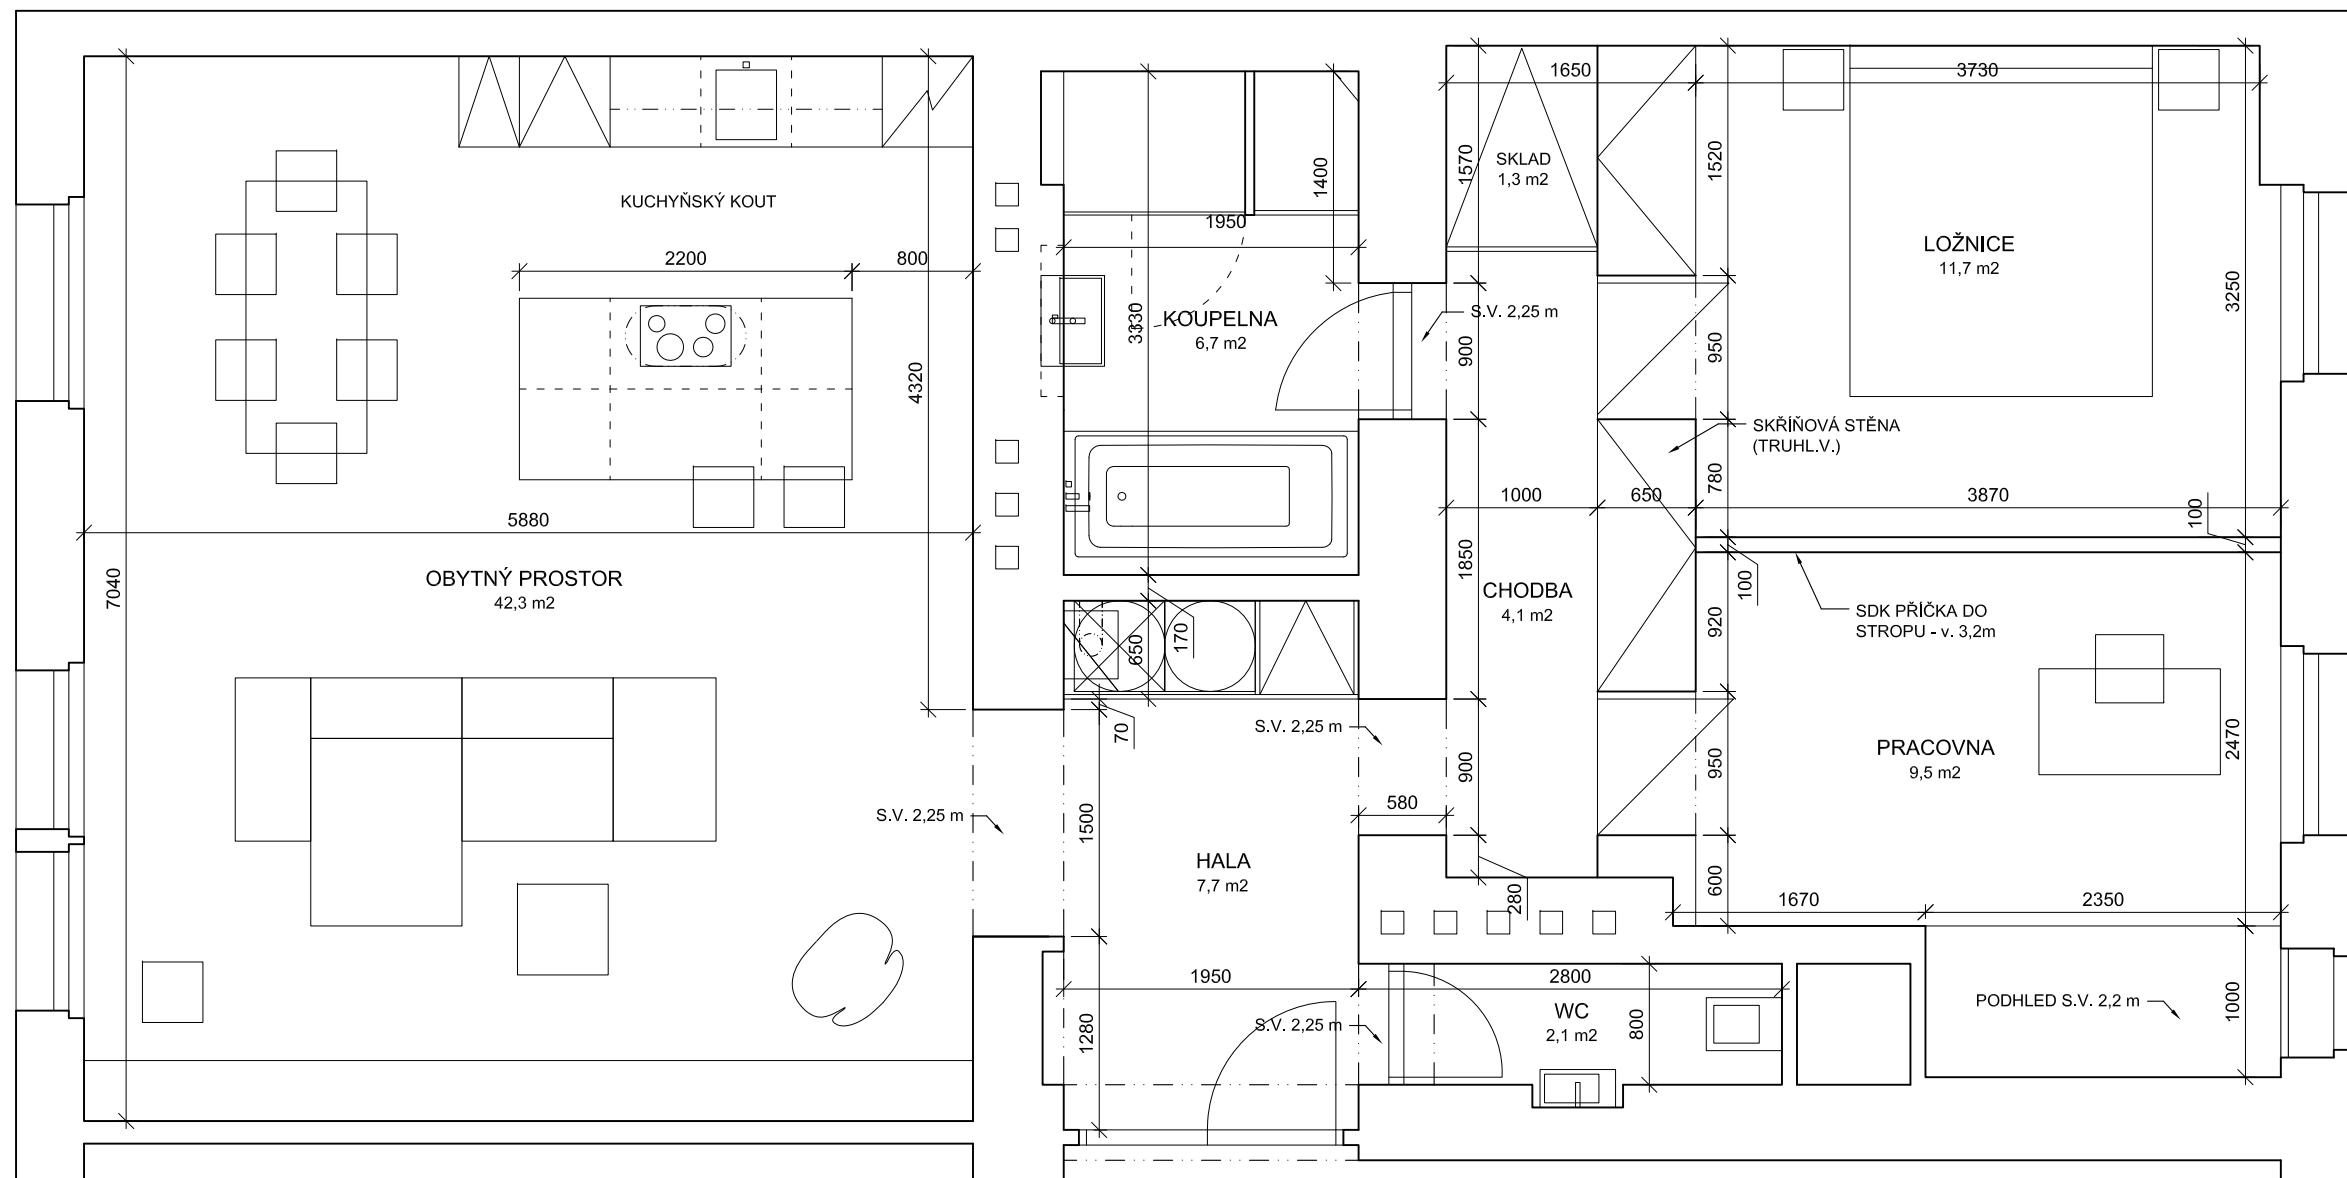 1650
3730
1570
SKLAD
1,3 m2
1520
1400
KUCHYŇSKÝ KOUT
1950
LOŽNICE
11,7 m2
2200
800
3250
3330
KOUPELNA
6,7 m2
S.V. 2,25 m
900
950
4320
SKŘÍŇOVÁ STĚNA
(TRUHL.V.)
780
1000
650
3870
100
5880
1850
7040
OBYTNÝ PROSTOR
42,3 m2
CHODBA
4,1 m2
100
920
SDK PŘÍČKA DO
STROPU - v. 3,2m
650
170
70
S.V. 2,25 m
900
950
PRACOVNA
9,5 m2
2470
580
S.V. 2,25 m
1500
HALA
7,7 m2
280
600
1670
2350
1950
2800
1280
S.V. 2,25 m
WC
2,1 m2
800
PODHLED S.V. 2,2 m
1000